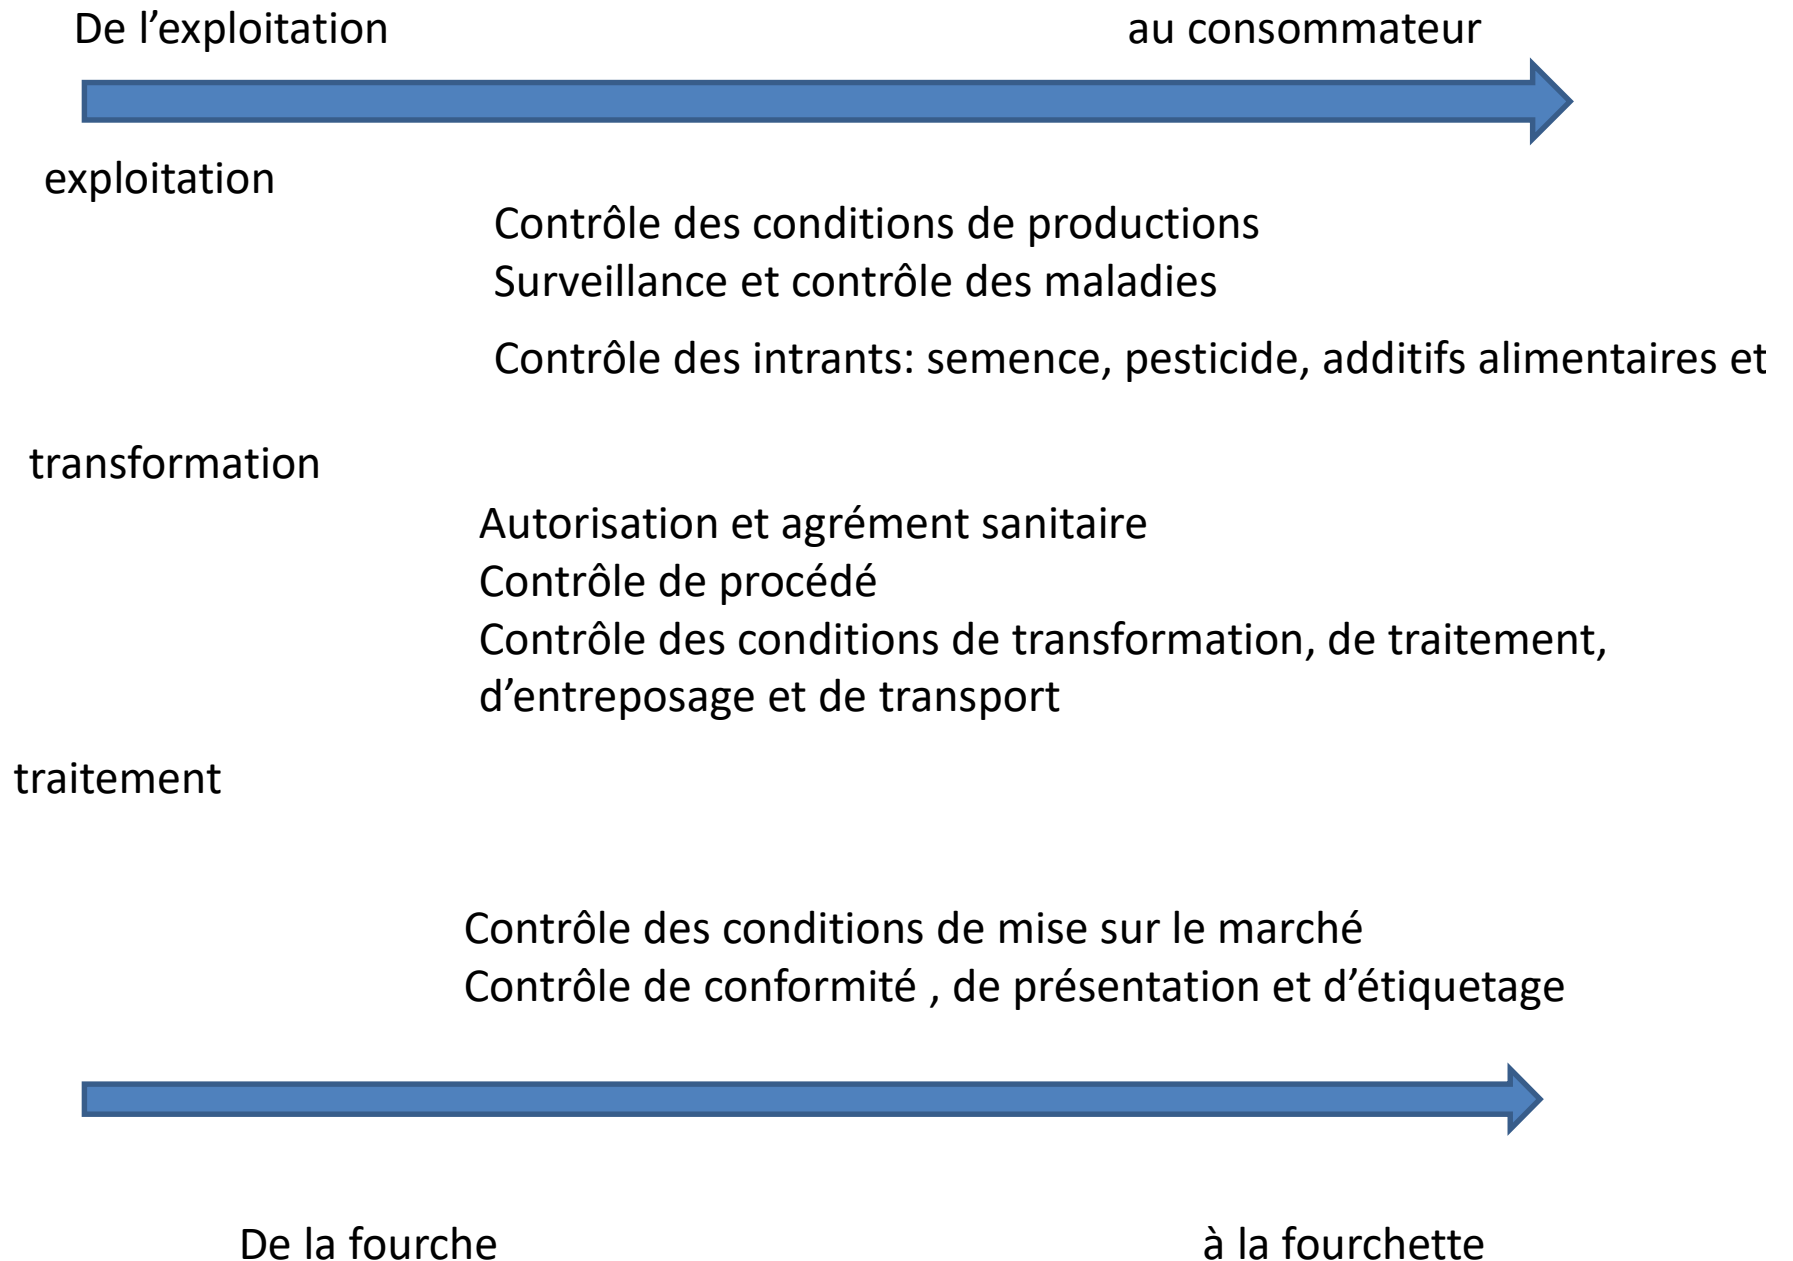 De l’exploitation au consommateur
exploitation
Contrôle des conditions de productions
Surveillance et contrôle des maladies
Contrôle des intrants: semence, pesticide, additifs alimentaires et
transformation
Autorisation et agrément sanitaire
Contrôle de procédé
Contrôle des conditions de transformation, de traitement,
d’entreposage et de transport
traitement
Contrôle des conditions de mise sur le marché
Contrôle de conformité , de présentation et d’étiquetage
De la fourche à la fourchette